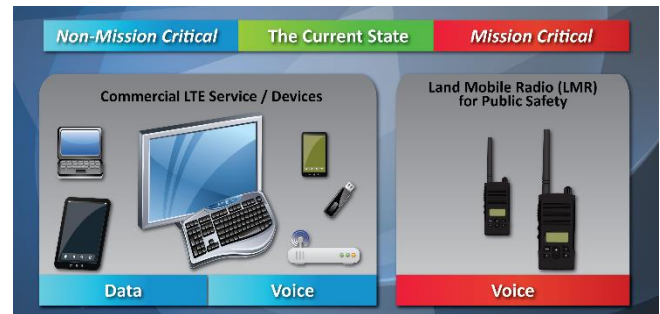 Non-Mission Critical
The Current State
Mission Critical
Commercial LTE Service / Devices
Land Mobile Radio (LMR)
for Public Safety
Data
Voice
Voice